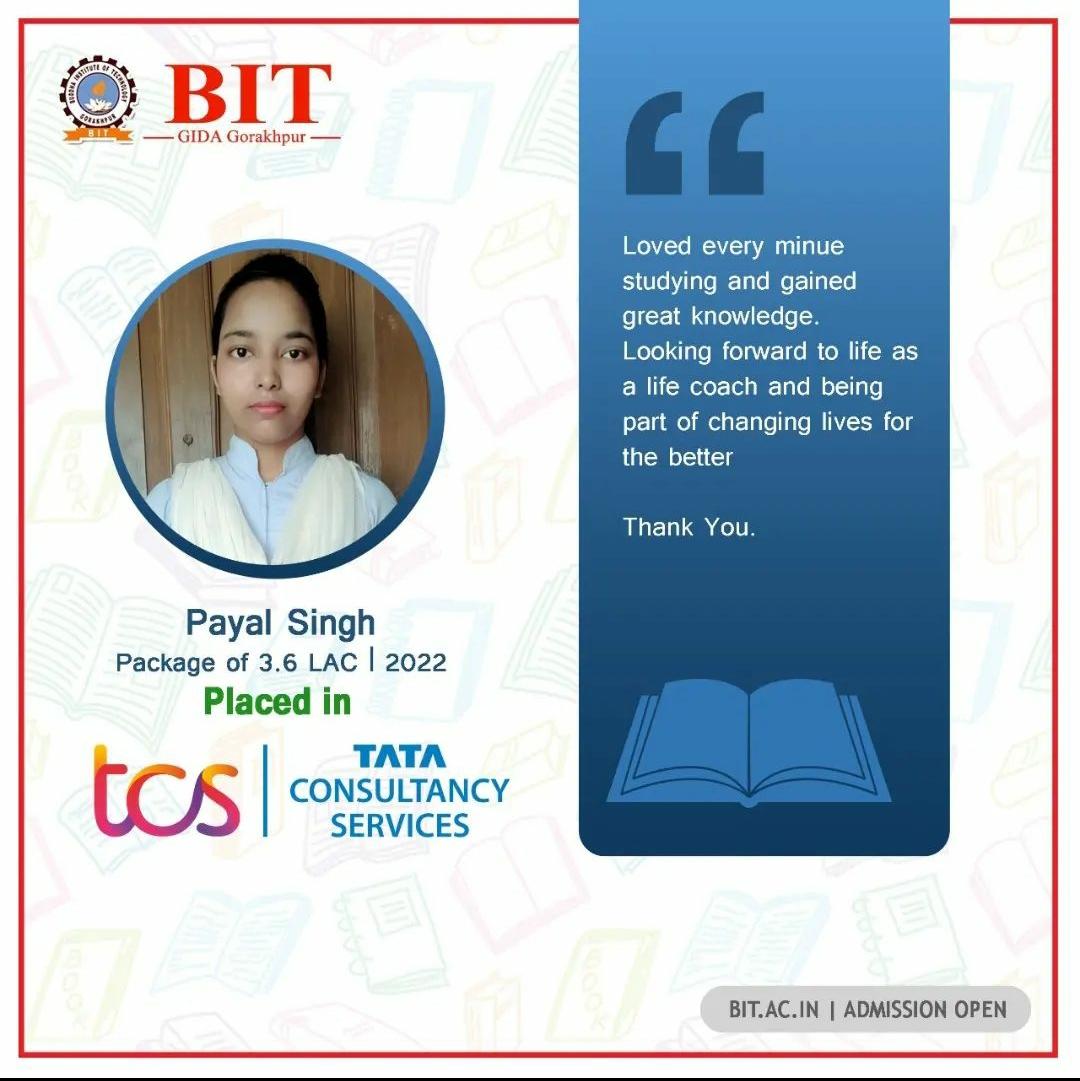 BUDDHA INSTITUTE OF TECHNOLOGY
GORAKHPUR
BIT
BIT
GIDA Gorakhpur
Payal Singh
Package of 3.6 LAC | 2022
Placed in
tcs
TATA
CONSULTANCY
SERVICES
“
Loved every minue
studying and gained
great knowledge.
Looking forward to life as
a life coach and being
part of changing lives for
the better
Thank You.
BOOK
BIT.AC.IN | ADMISSION OPEN